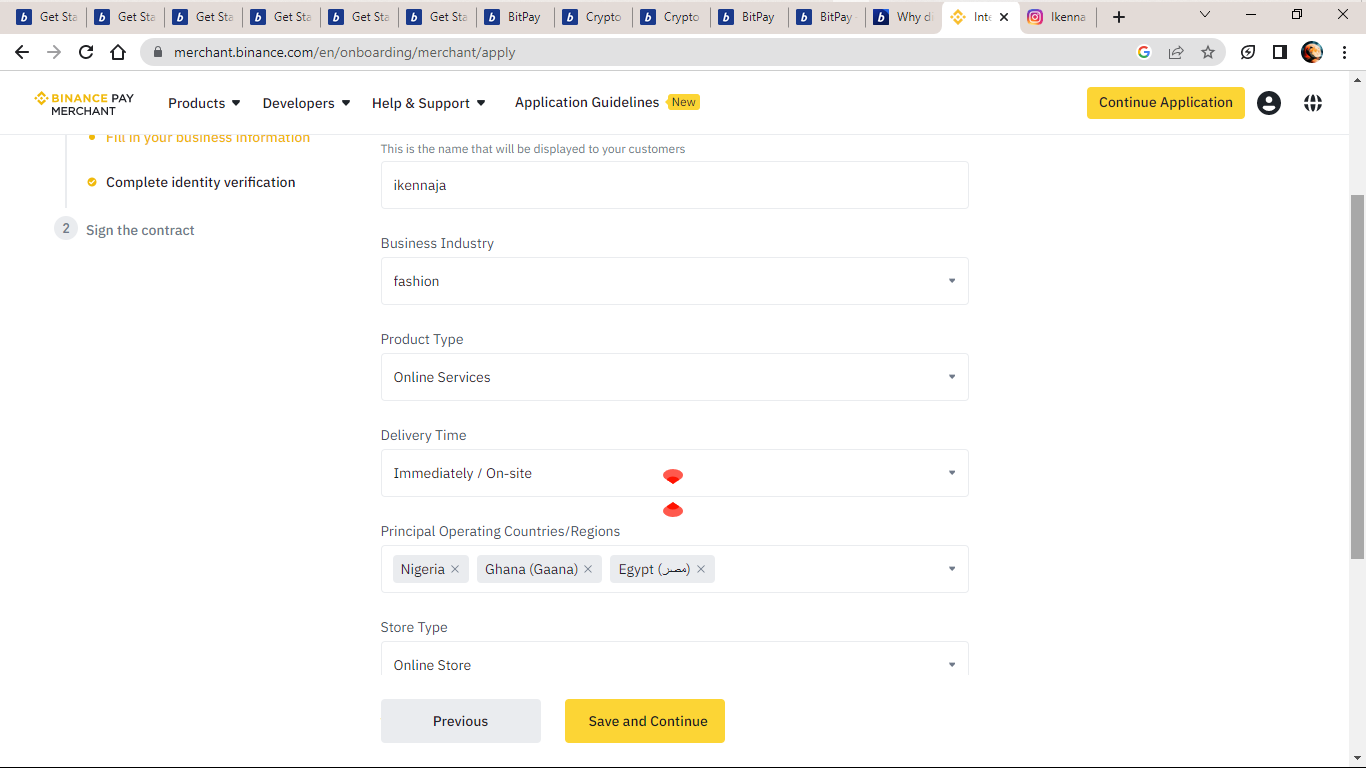 Get Sta
Get Sta
Get Sta
Get Sta
Get Sta
Get Sta
BitPay
Crypto
Crypto
BitPay
BitPay
Why di
Inte
Ikenna
merchant.binance.com/en/onboarding/merchant/apply
BINANCE PAY
MERCHANT
Products
Developers
Help & Support
Application Guidelines
New
Continue Application
Fill in your business information
Complete identity verification
2
Sign the contract
This is the name that will be displayed to your customers
ikennaja
Business Industry
fashion
Product Type
Online Services
Delivery Time
Immediately / On-site
Principal Operating Countries/Regions
Nigeria
Ghana (Gaana)
Egypt (مصر)
Store Type
Online Store
Previous
Save and Continue